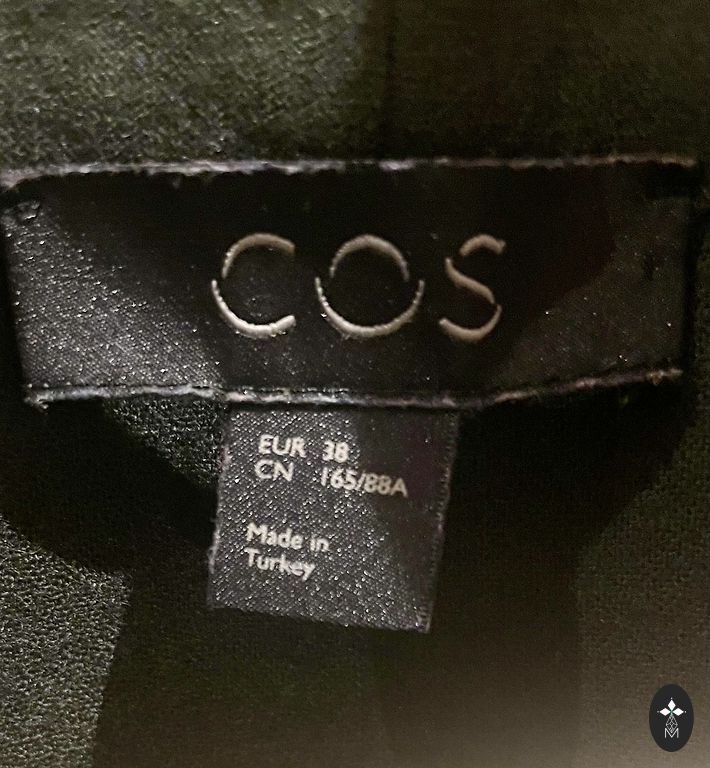 COS
EUR 38
CN 165/88A
Made in
Turkey
M